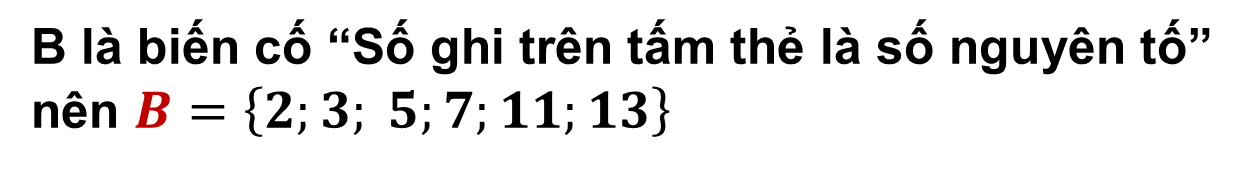 B là biến cố “Số ghi trên tấm thẻ là số nguyên tố”
nên B = {2; 3; 5; 7; 11; 13}